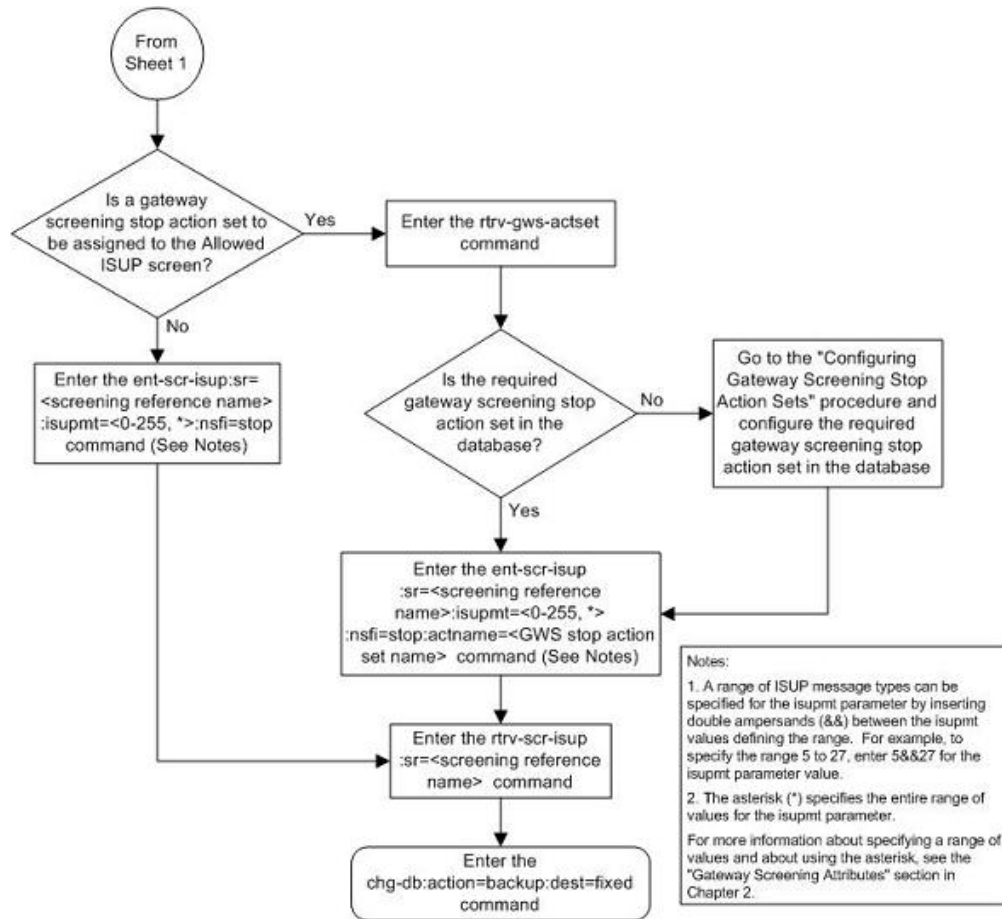 From
Sheet 1
Is a gateway
screening stop action set to
be assigned to the Allowed
ISUP screen?
Yes
Enter the rtrv-gws-actset
command
No
Enter the ent-scr-isup:sr=
<screening reference name>
:isupmt=<0-255, *>:nsfi=stop
command (See Notes)
Is the required
gateway screening stop
action set in the
database?
No
Go to the "Configuring
Gateway Screening Stop
Action Sets" procedure and
configure the required
gateway screening stop
action set in the database
Yes
Enter the ent-scr-isup
:sr=<screening reference
name>:isupmt=<0-255, *>
:nsfi=stop:actname=<GWS stop action
set name> command (See Notes)
Enter the rtrv-scr-isup
:sr=<screening reference
name> command
Enter the
chg-db:action=backup:dest=fixed
command
Notes:
1. A range of ISUP message types can be
specified for the isupmt parameter by inserting
double ampersands (&&) between the isupmt
values defining the range. For example, to
specify the range 5 to 27, enter 5&&27 for the
isupmt parameter value.
2. The asterisk (*) specifies the entire range of
values for the isupmt parameter.
For more information about specifying a range of
values and about using the asterisk, see the
"Gateway Screening Attributes" section in
Chapter 2.